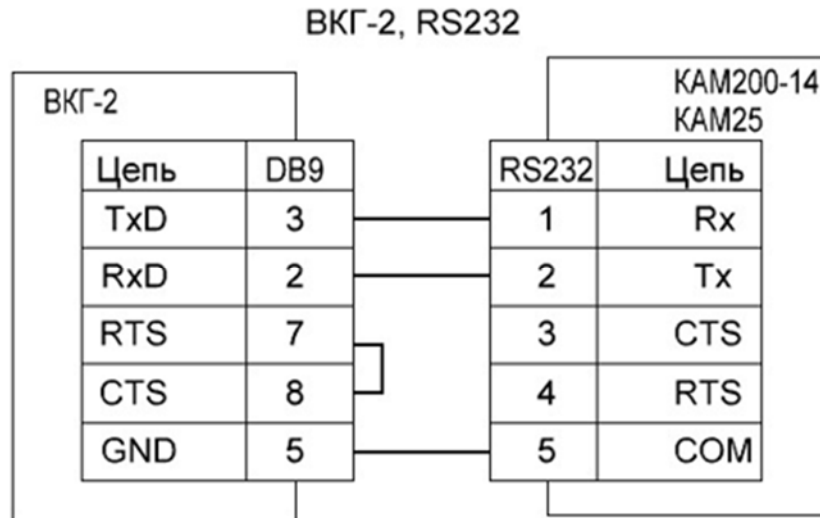 ВКГ-2, RS232
ВКГ-2
КАМ200-14
КАМ25
Цепь DB9 RS232 Цепь
TxD 3 1 Rx
RxD 2 2 Tx
RTS 7 3 CTS
CTS 8 4 RTS
GND 5 5 COM